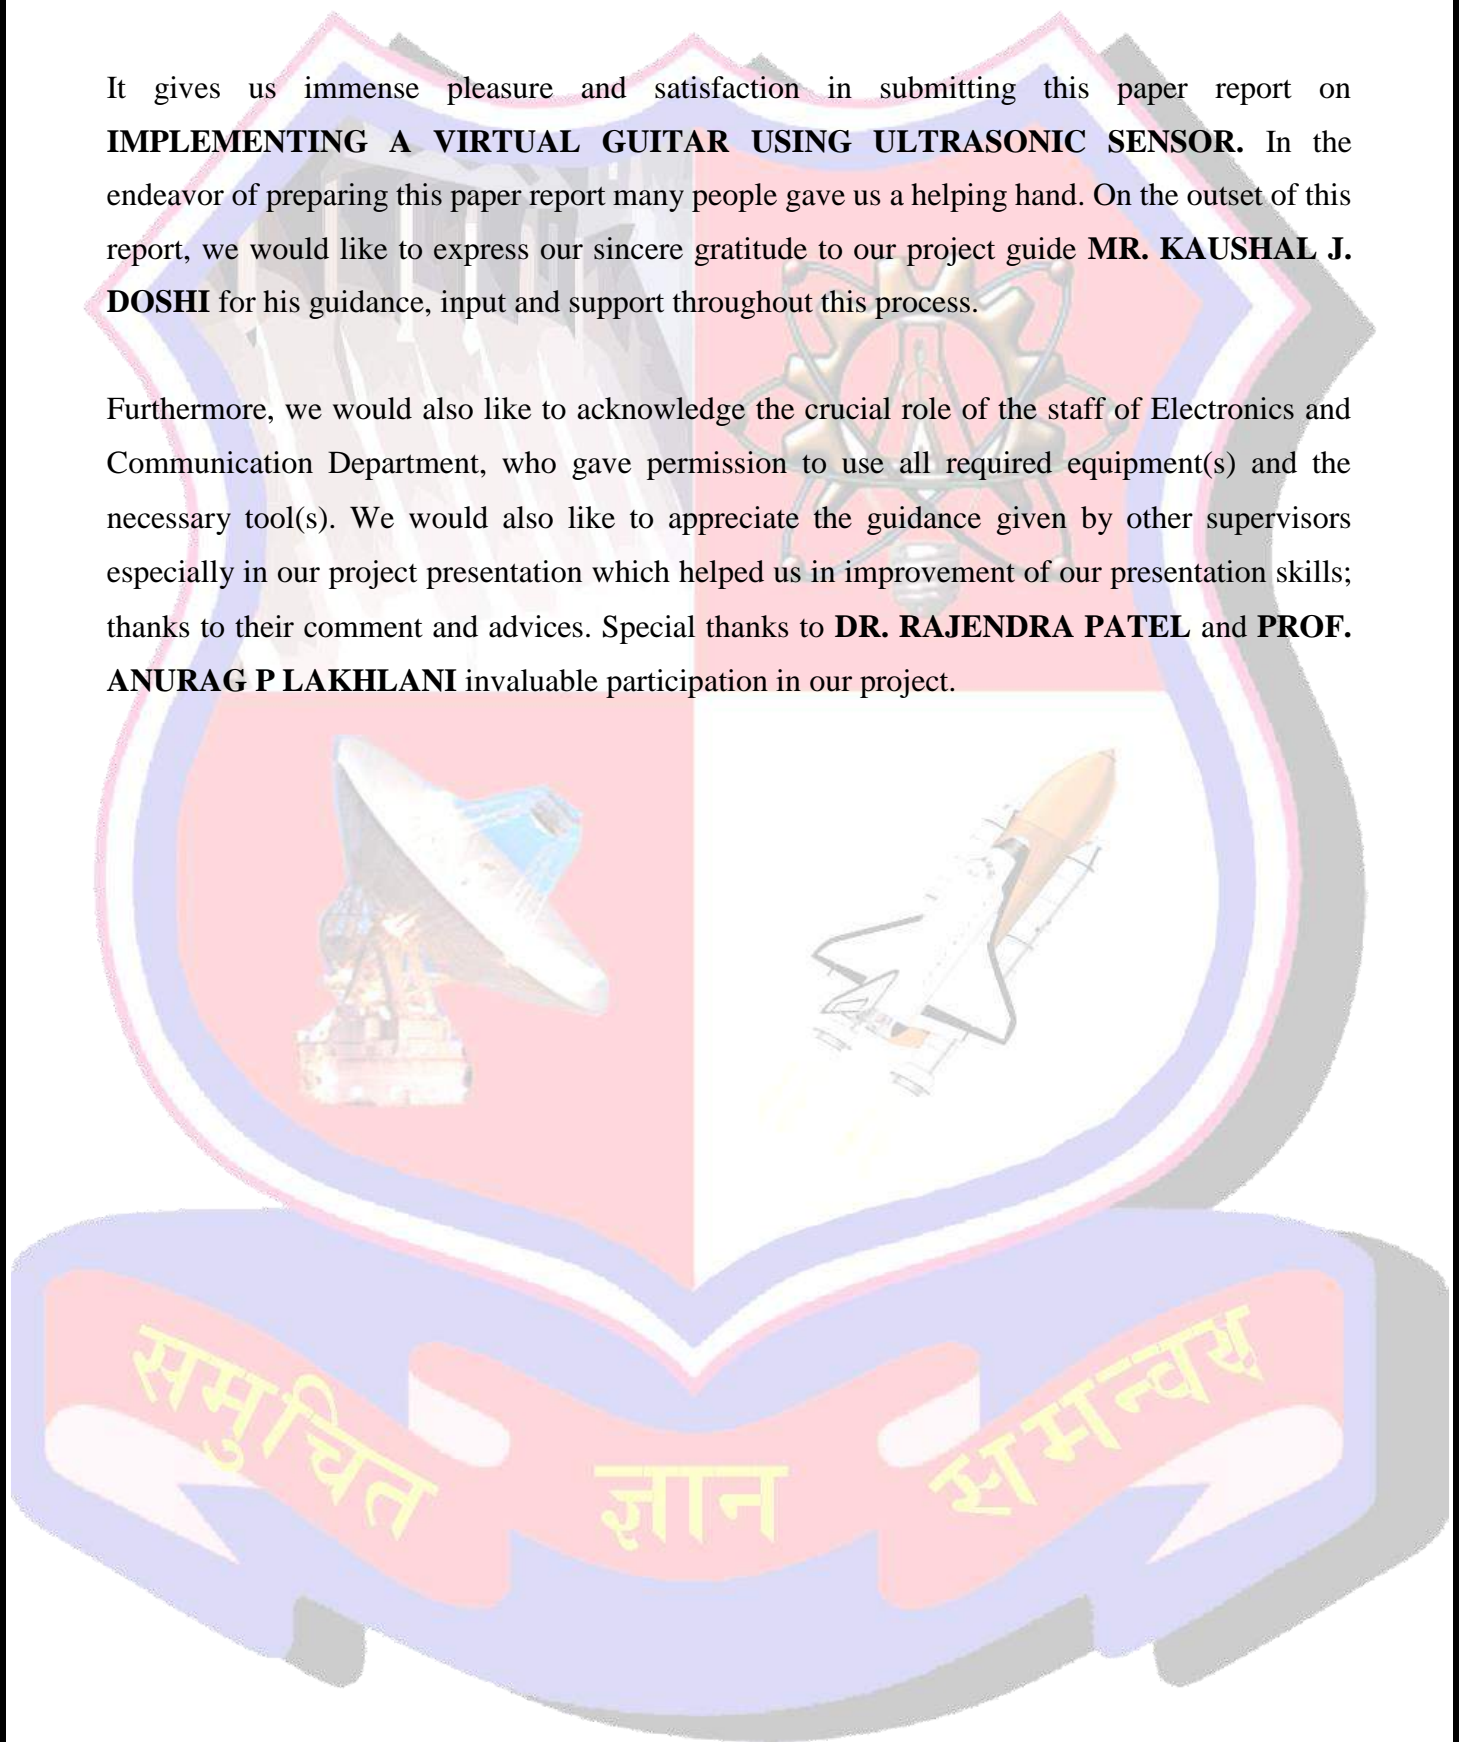 It gives us immense pleasure and satisfaction in submitting this paper report on
IMPLEMENTING A VIRTUAL GUITAR USING ULTRASONIC SENSOR. In the
endeavor of preparing this paper report many people gave us a helping hand. On the outset of this
report, we would like to express our sincere gratitude to our project guide MR. KAUSHAL J.
DOSHI for his guidance, input and support throughout this process.
Furthermore, we would also like to acknowledge the crucial role of the staff of Electronics and
Communication Department, who gave permission to use all required equipment(s) and the
necessary tool(s). We would also like to appreciate the guidance given by other supervisors
especially in our project presentation which helped us in improvement of our presentation skills;
thanks to their comment and advices. Special thanks to DR. RAJENDRA PATEL and PROF.
ANURAG P LAKHLANI invaluable participation in our project.
समुचित ज्ञान समन्वय